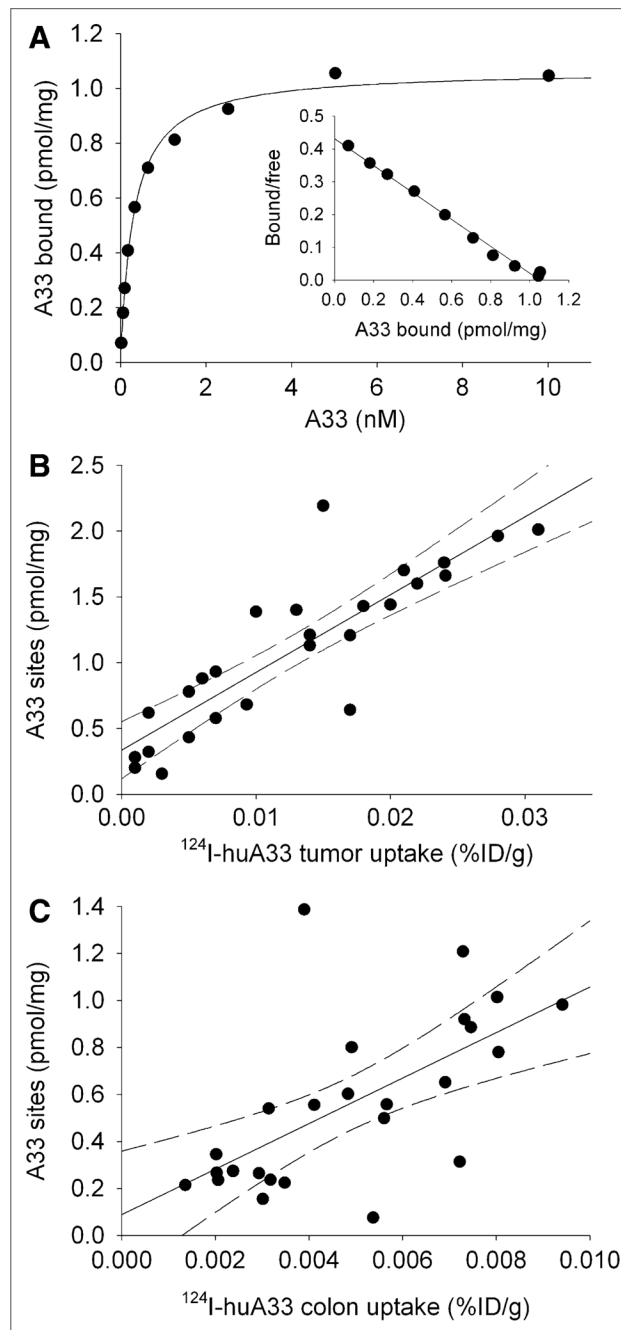 A
1.2
1.0
0.8
0.6
0.4
0.2
0.0
A33 bound (pmol/mg)
0 2 4 6 8 10
A33 (nM)
0.5
0.4
0.3
0.2
0.1
0.0
Bound/free
0.0 0.2 0.4 0.6 0.8 1.0 1.2
A33 bound (pmol/mg)
B
2.5
2.0
1.5
1.0
0.5
0.0
A33 sites (pmol/mg)
0.00 0.01 0.02 0.03
¹²⁴I-huA33 tumor uptake (%ID/g)
C
1.4
1.2
1.0
0.8
0.6
0.4
0.2
0.0
A33 sites (pmol/mg)
0.000 0.002 0.004 0.006 0.008 0.010
¹²⁴I-huA33 colon uptake (%ID/g)